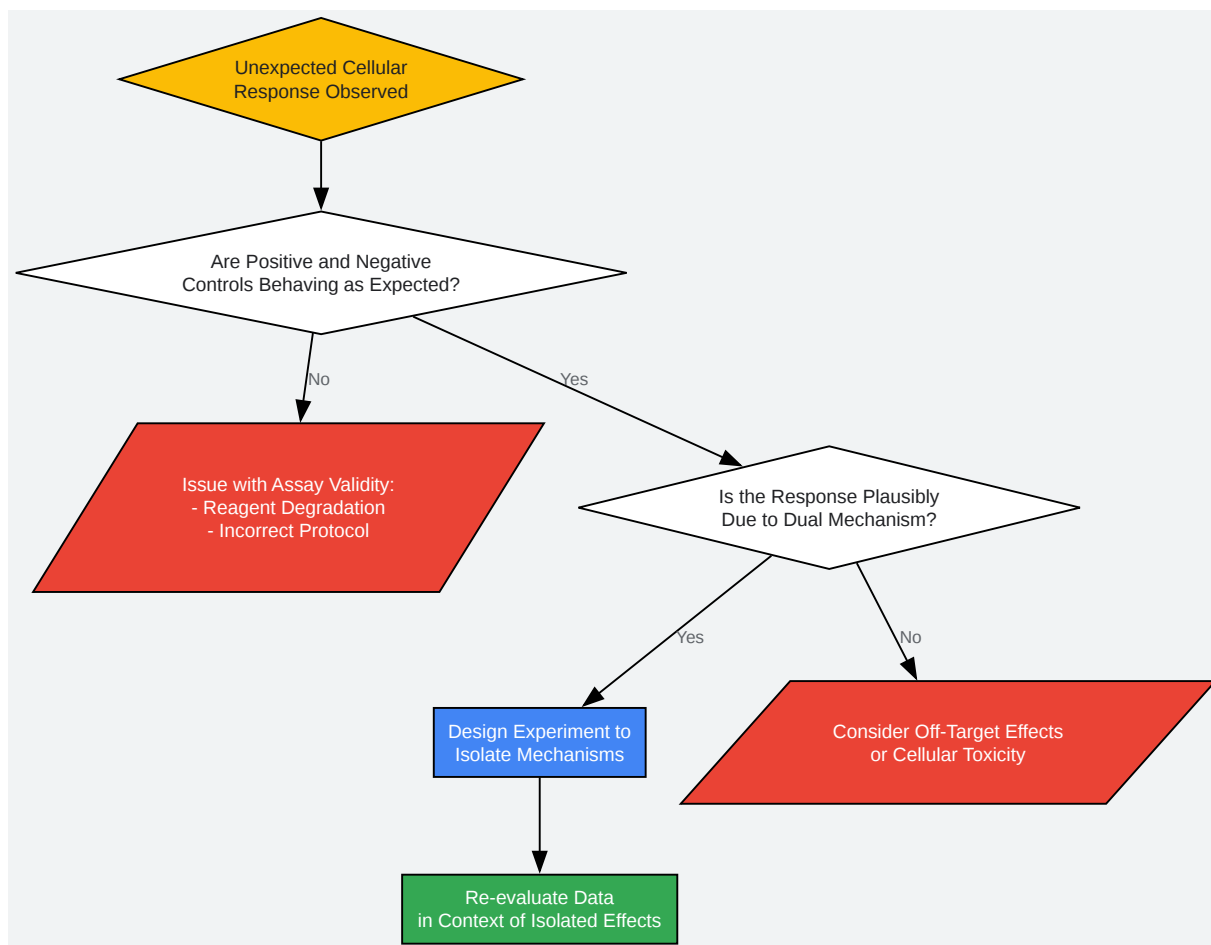 Unexpected Cellular
Response Observed
Are Positive and Negative
Controls Behaving as Expected?
No
Yes
Issue with Assay Validity:
- Reagent Degradation
- Incorrect Protocol
Is the Response Plausibly
Due to Dual Mechanism?
Yes
No
Design Experiment to
Isolate Mechanisms
Consider Off-Target Effects
or Cellular Toxicity
Re-evaluate Data
in Context of Isolated Effects